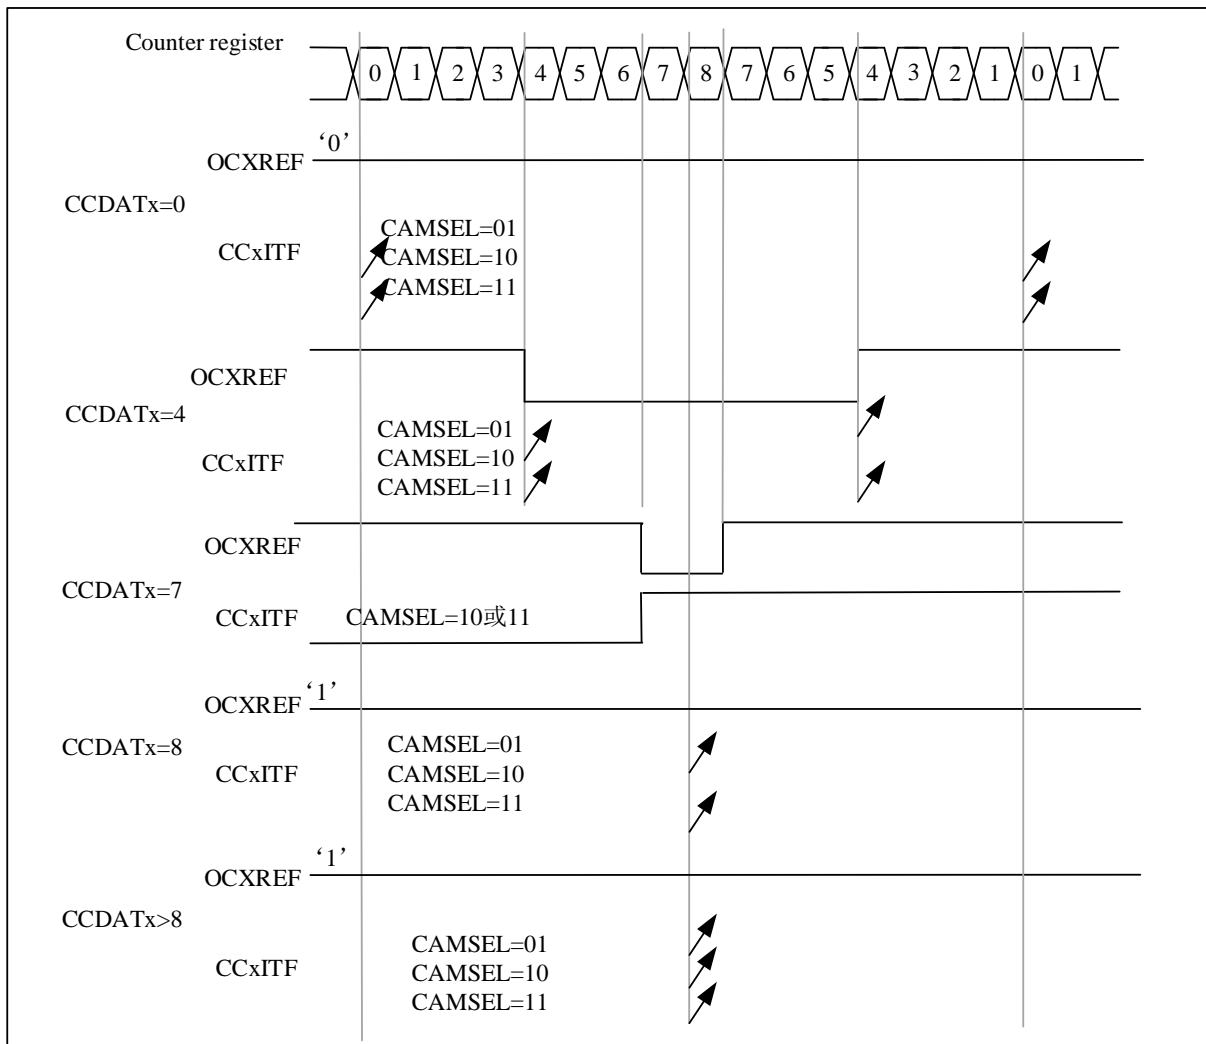 Counter register
0 1 2 3 4 5 6 7 8 7 6 5 4 3 2 1 0 1
‘0’
OCXREF
CCDATx=0
CCxITF
CAMSEL=01
CAMSEL=10
CAMSEL=11
OCXREF
CCDATx=4
CCxITF
CAMSEL=01
CAMSEL=10
CAMSEL=11
OCXREF
CCDATx=7
CCxITF
CAMSEL=10或11
‘1’
OCXREF
CCDATx=8
CCxITF
CAMSEL=01
CAMSEL=10
CAMSEL=11
‘1’
OCXREF
CCDATx>8
CCxITF
CAMSEL=01
CAMSEL=10
CAMSEL=11